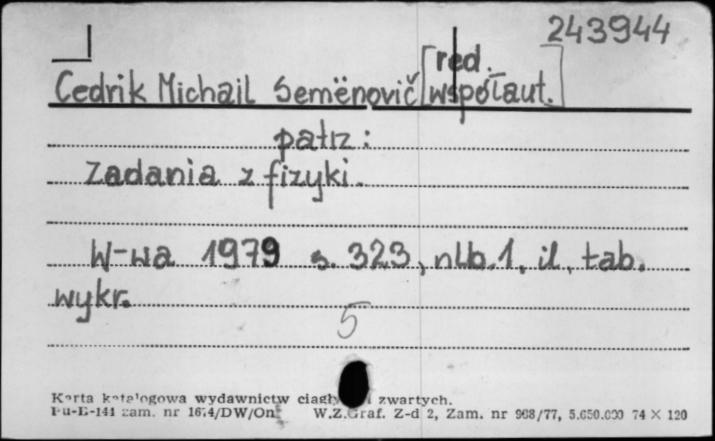 243944
red.
Cedrik Michail Semënovič [współaut.]
patrz:
Zadania z fizyki.
W-wa 1979 s. 323, nlb. 1, il, tab.
wykr.
5
Karta katalogowa wydawnictw ciągłych i zwartych.
Pu-E-141 zam. nr 1674/DW/On W.Z.Graf. Z-d 2, Zam. nr 968/77, 5.650.000 74 × 120